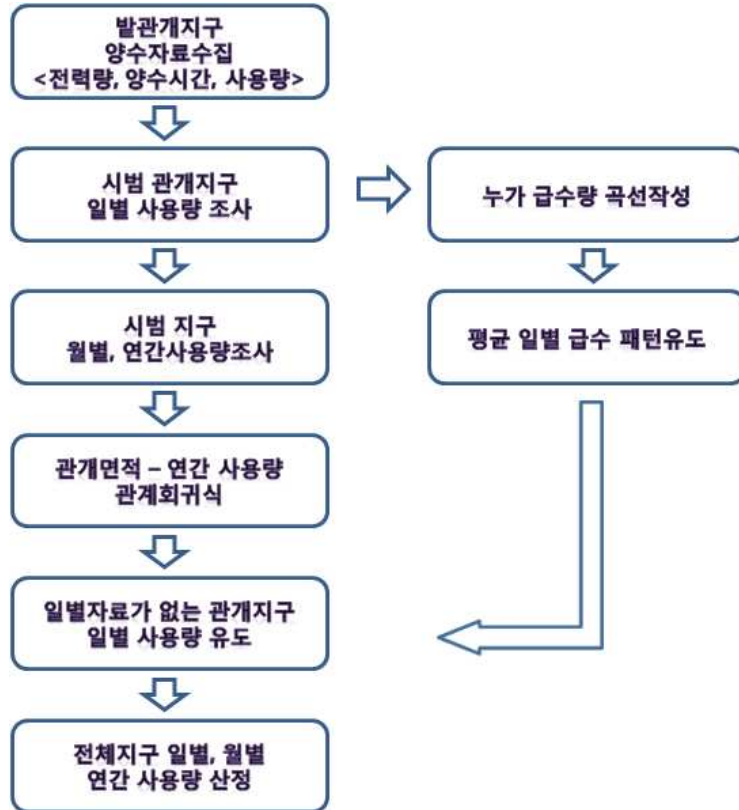 밭관개지구
양수자료수집
<전력량, 양수시간, 사용량>
시범 관개지구
일별 사용량 조사
누가 급수량 곡선작성
시범 지구
월별, 연간사용량조사
평균 일별 급수 패턴유도
관개면적 – 연간 사용량
관계회귀식
일별자료가 없는 관개지구
일별 사용량 유도
전체지구 일별, 월별
연간 사용량 산정